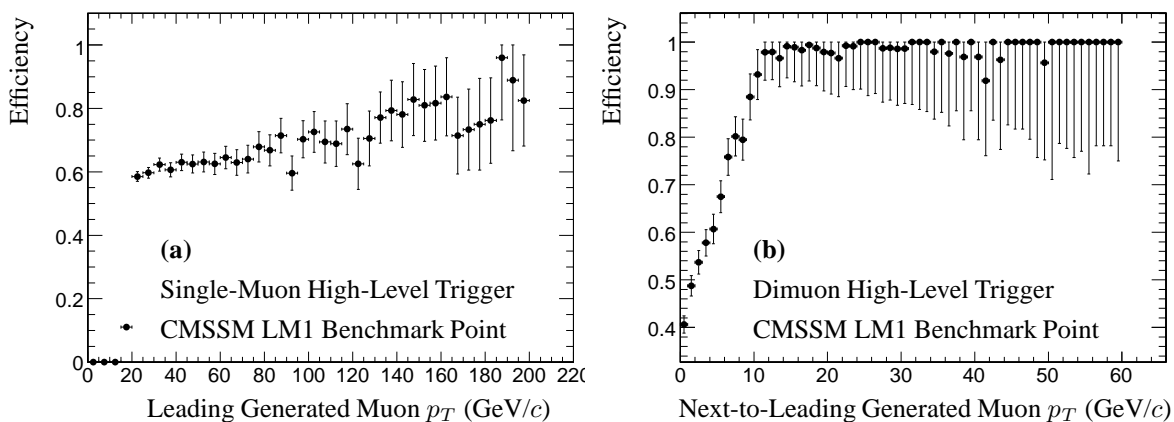 Efficiency
1
0.8
0.6
0.4
0.2
0
(a)
Single-Muon High-Level Trigger
CMSSM LM1 Benchmark Point
0 20 40 60 80 100 120 140 160 180 200 220
Leading Generated Muon pT (GeV/c)
Efficiency
1
0.9
0.8
0.7
0.6
0.5
0.4
(b)
Dimuon High-Level Trigger
CMSSM LM1 Benchmark Point
0 10 20 30 40 50 60
Next-to-Leading Generated Muon pT (GeV/c)